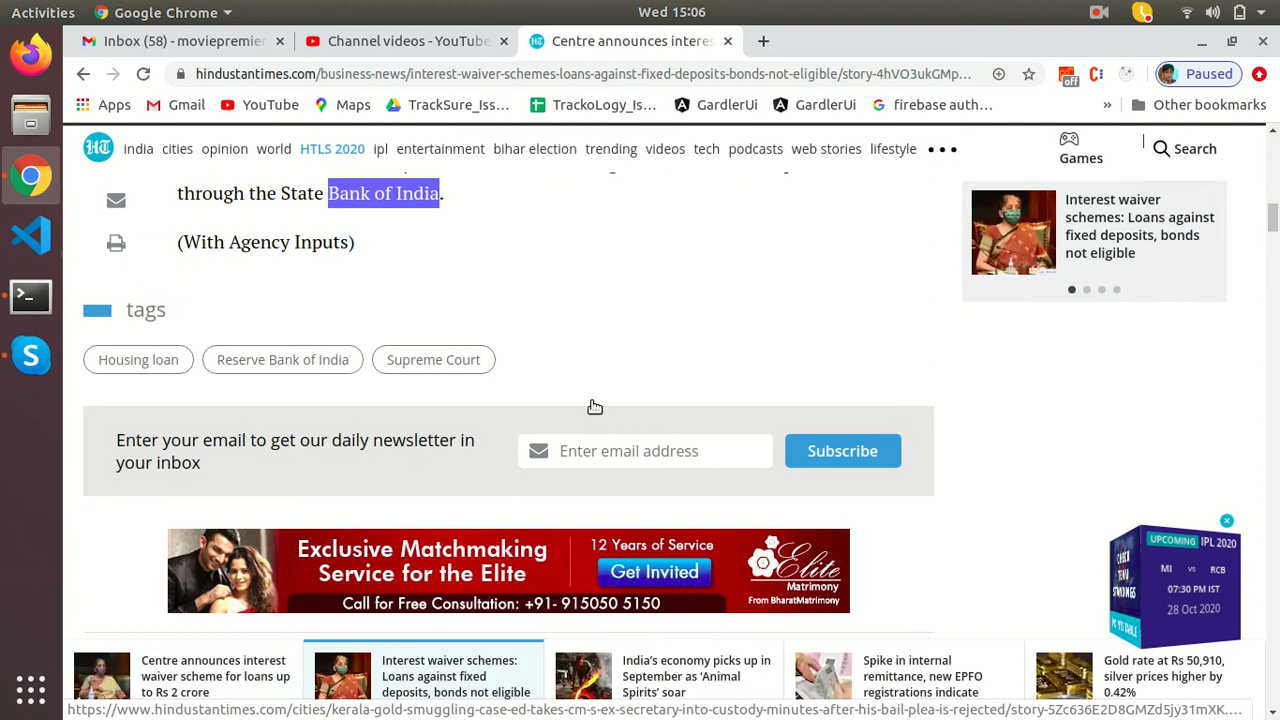 Activities
Google Chrome
Wed 15:06
Inbox (58) - moviepremier
Channel videos - YouTube
Centre announces interes
hindustantimes.com/business-news/interest-waiver-schemes-loans-against-fixed-deposits-bonds-not-eligible/story-4hVO3ukGMp...
off
Paused
Apps
Gmail
YouTube
Maps
TrackSure_Iss...
TrackoLogy_Is...
GardlerUi
GardlerUi
firebase auth...
»
Other bookmarks
HT
india
cities
opinion
world
HTLS 2020
ipl
entertainment
bihar election
trending
videos
tech
podcasts
web stories
lifestyle
Games
Search
through the State Bank of India.
(With Agency Inputs)
Interest waiver
schemes: Loans against
fixed deposits, bonds
not eligible
tags
Housing loan
Reserve Bank of India
Supreme Court
Enter your email to get our daily newsletter in
your inbox
Enter email address
Subscribe
Exclusive Matchmaking
Service for the Elite
12 Years of Service
Get Invited
Call for Free Consultation: +91- 915050 5150
Elite
Matrimony
From BharatMatrimony
UPCOMING IPL 2020
MI vs RCB
07:30 PM IST
28 Oct 2020
Centre announces interest
waiver scheme for loans up
to Rs 2 crore
Interest waiver schemes:
Loans against fixed
deposits, bonds not eligible
India's economy picks up in
September as ‘Animal
Spirits’ soar
Spike in internal
remittance, new EPFO
registrations indicate
Gold rate at Rs 50,910,
silver prices higher by
0.42%
https://www.hindustantimes.com/cities/kerala-gold-smuggling-case-ed-takes-cm-s-ex-secretary-into-custody-minutes-after-his-bail-plea-is-rejected/story-5Zc636E2D8GMZd5jy31mXK....